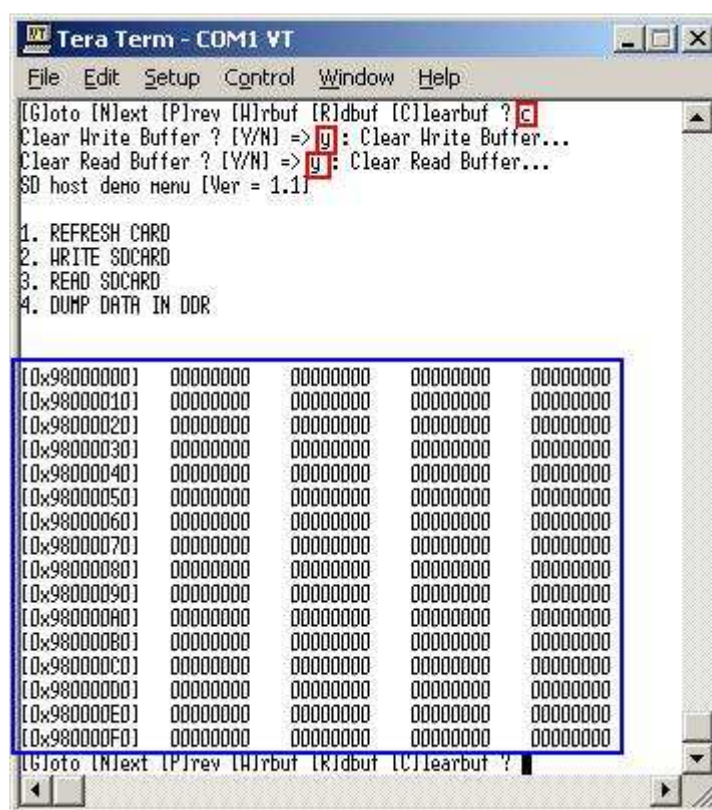 Tera Term - COM1 VT
File Edit Setup Control Window Help
[G]oto [N]ext [P]rev [W]rbuf [R]dbuf [C]learbuf ? c
Clear Write Buffer ? [Y/N] => y : Clear Write Buffer...
Clear Read Buffer ? [Y/N] => y : Clear Read Buffer...
SD host demo menu [Ver = 1.1]
1. REFRESH CARD
2. WRITE SDCARD
3. READ SDCARD
4. DUMP DATA IN DDR
[0x98000000] 00000000 00000000 00000000 00000000
[0x98000010] 00000000 00000000 00000000 00000000
[0x98000020] 00000000 00000000 00000000 00000000
[0x98000030] 00000000 00000000 00000000 00000000
[0x98000040] 00000000 00000000 00000000 00000000
[0x98000050] 00000000 00000000 00000000 00000000
[0x98000060] 00000000 00000000 00000000 00000000
[0x98000070] 00000000 00000000 00000000 00000000
[0x98000080] 00000000 00000000 00000000 00000000
[0x98000090] 00000000 00000000 00000000 00000000
[0x980000A0] 00000000 00000000 00000000 00000000
[0x980000B0] 00000000 00000000 00000000 00000000
[0x980000C0] 00000000 00000000 00000000 00000000
[0x980000D0] 00000000 00000000 00000000 00000000
[0x980000E0] 00000000 00000000 00000000 00000000
[0x980000F0] 00000000 00000000 00000000 00000000
[G]oto [N]ext [P]rev [W]rbuf [R]dbuf [C]learbuf ?